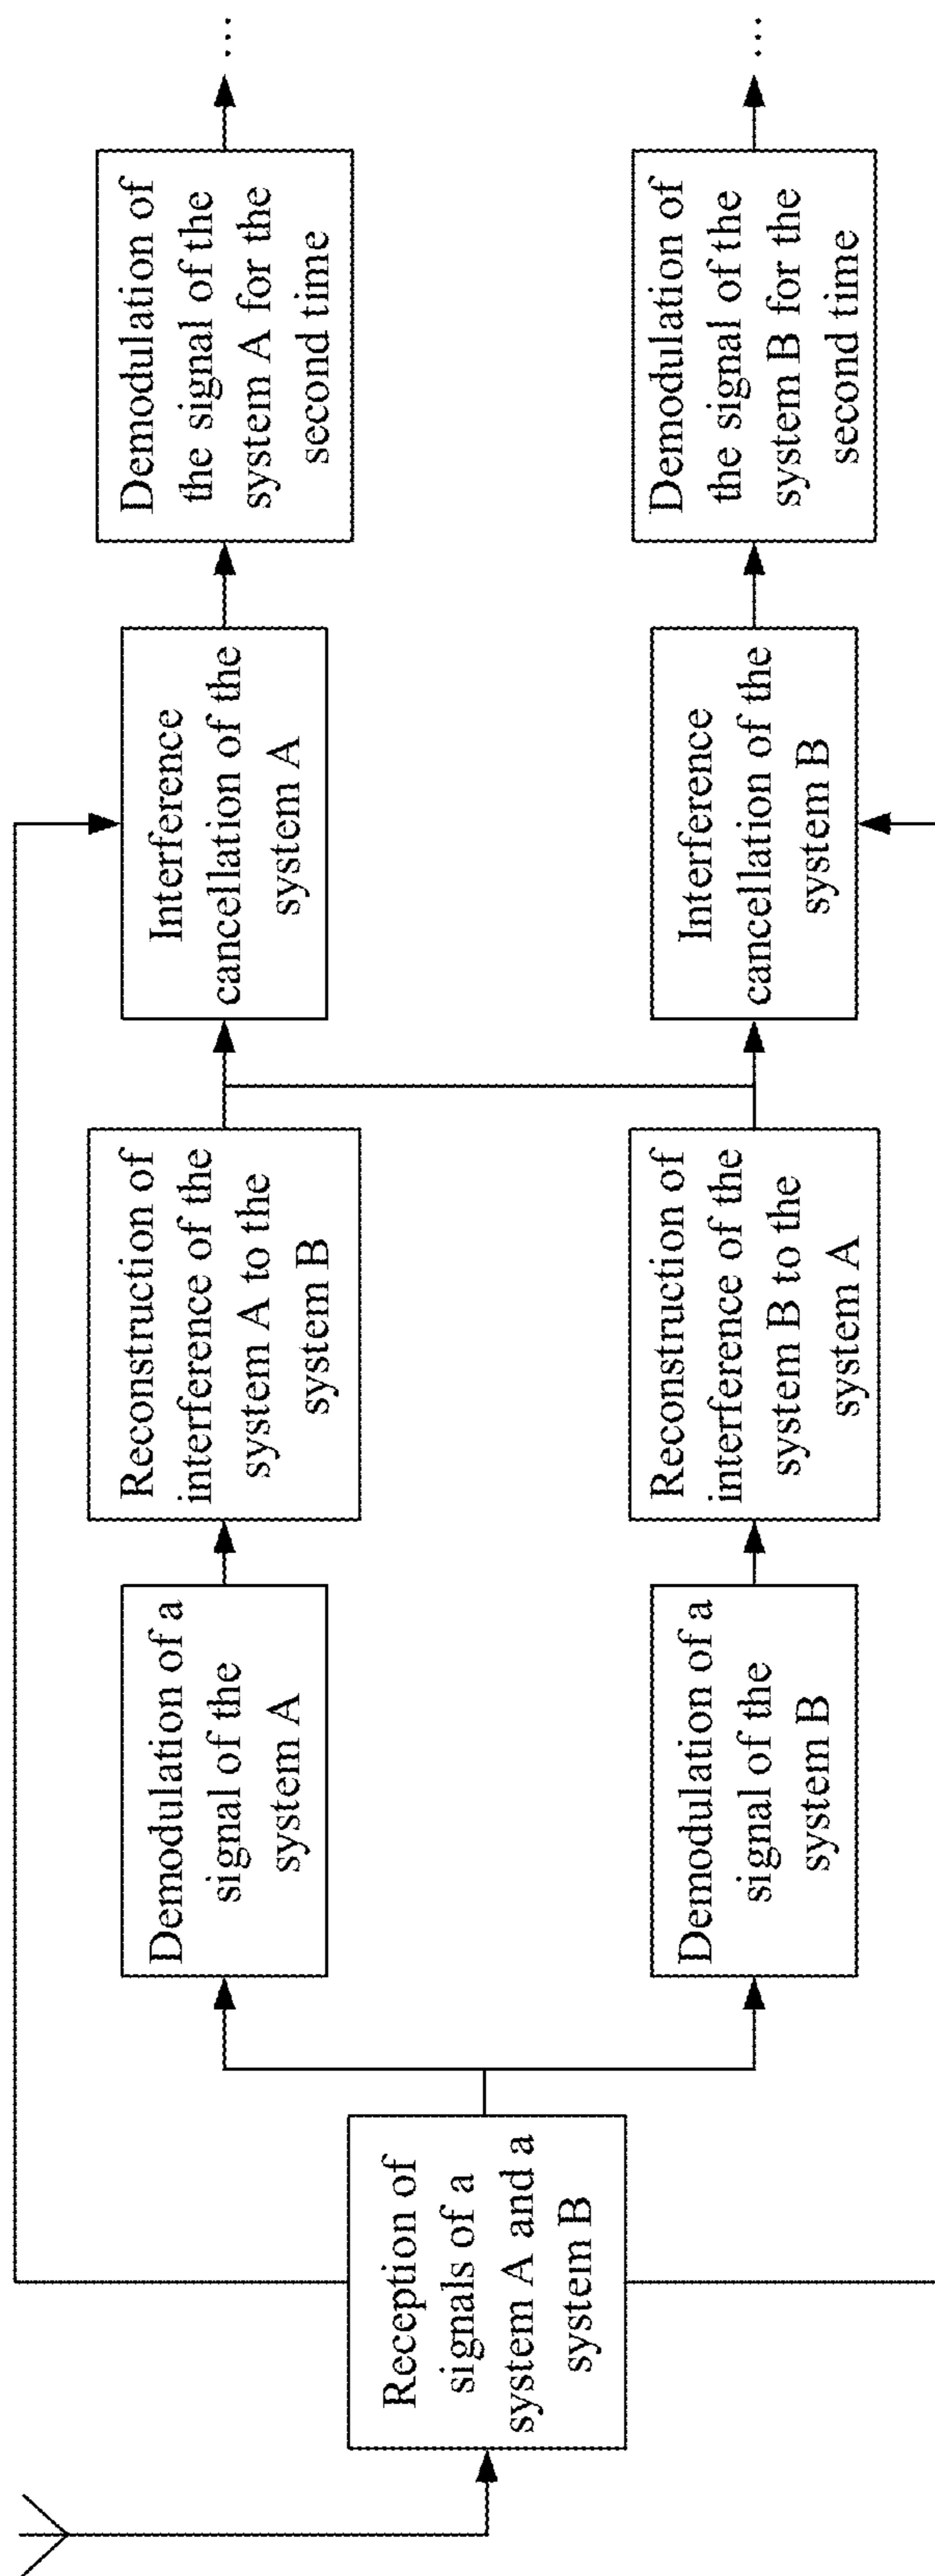 Reception of
signals of a
system A and a
system B
Demodulation of a
signal of the
system A
Reconstruction of
interference of the
system A to the
system B
Interference
cancellation of the
system A
Demodulation of
the signal of the
system A for the
second time
...
Demodulation of a
signal of the
system B
Reconstruction of
interference of the
system B to the
system A
Interference
cancellation of the
system B
Demodulation of
the signal of the
system B for the
second time
...